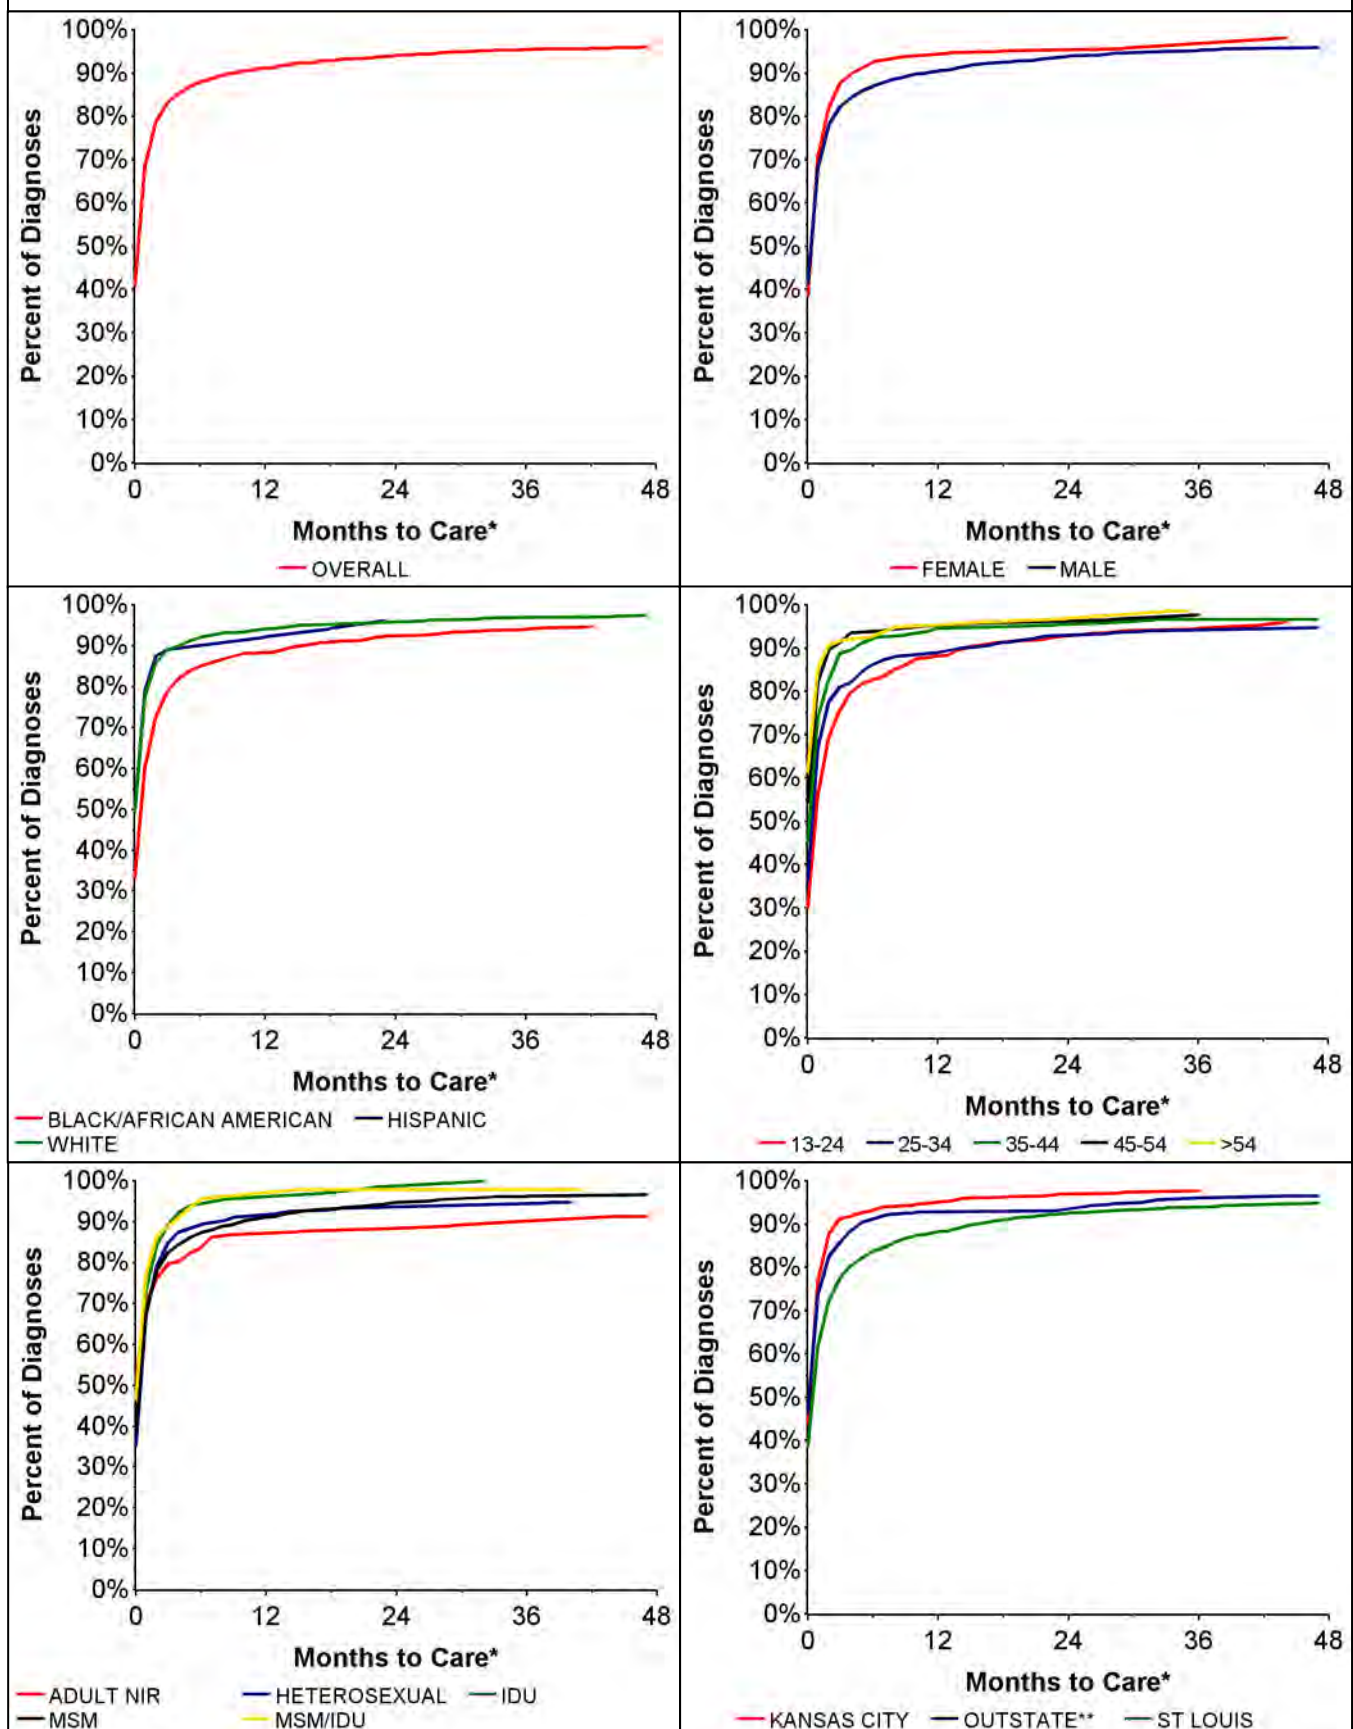 100%
90%
80%
70%
60%
50%
40%
30%
20%
10%
0%
Percent of Diagnoses
0 12 24 36 48
Months to Care*
OVERALL
100%
90%
80%
70%
60%
50%
40%
30%
20%
10%
0%
Percent of Diagnoses
0 12 24 36 48
Months to Care*
FEMALE MALE
100%
90%
80%
70%
60%
50%
40%
30%
20%
10%
0%
Percent of Diagnoses
0 12 24 36 48
Months to Care*
BLACK/AFRICAN AMERICAN HISPANIC
WHITE
100%
90%
80%
70%
60%
50%
40%
30%
20%
10%
0%
Percent of Diagnoses
0 12 24 36 48
Months to Care*
13-24 25-34 35-44 45-54 >54
100%
90%
80%
70%
60%
50%
40%
30%
20%
10%
0%
Percent of Diagnoses
0 12 24 36 48
Months to Care*
ADULT NIR HETEROSEXUAL IDU
MSM MSM/IDU
100%
90%
80%
70%
60%
50%
40%
30%
20%
10%
0%
Percent of Diagnoses
0 12 24 36 48
Months to Care*
KANSAS CITY OUTSTATE** ST LOUIS